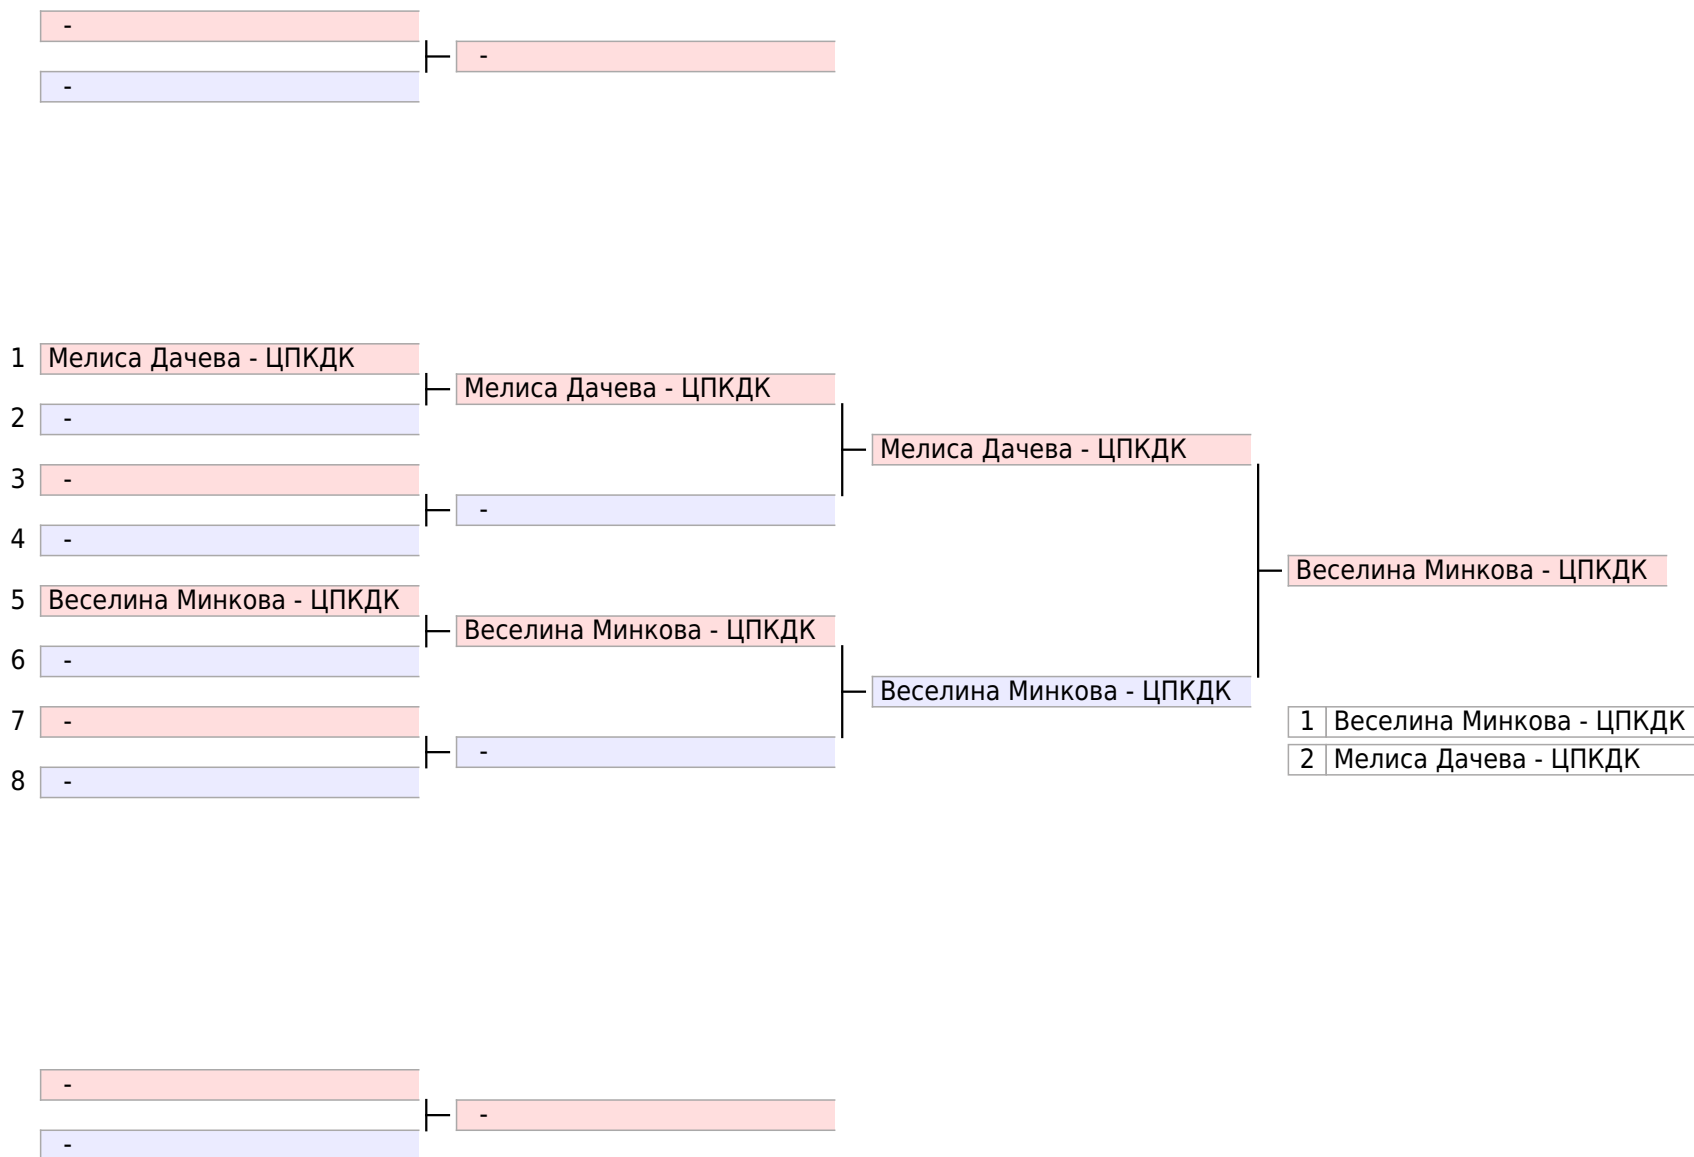 -
-
-
1 Мелиса Дачева - ЦПКДК
Мелиса Дачева - ЦПКДК
2 -
Мелиса Дачева - ЦПКДК
3 -
-
4 -
Веселина Минкова - ЦПКДК
5 Веселина Минкова - ЦПКДК
Веселина Минкова - ЦПКДК
6 -
Веселина Минкова - ЦПКДК
7 -
1 Веселина Минкова - ЦПКДК
-
2 Мелиса Дачева - ЦПКДК
8 -
-
-
-